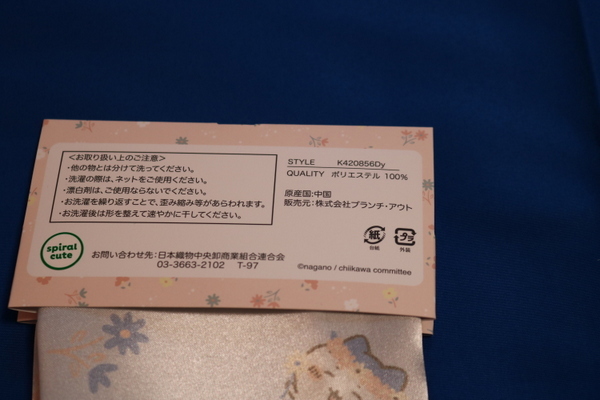 <お取り扱い上のご注意>
・他の物とは分けて洗ってください。
・洗濯の際は、ネットをご使用ください。
・漂白剤は、ご使用ならないでください。
・お洗濯を繰り返すことで、歪み縮み等があらわれます。
・お洗濯後は形を整えて速やかに干してください。
STYLE K420856Dy
QUALITY ポリエステル 100%
原産国:中国
販売元:株式会社ブランチ・アウト
紙
台紙
プラ
外品
spiral
cute
お問い合わせ先:日本織物中央卸商業組合連合会
03-3663-2102 T-97
©nagano / chiikawa committee